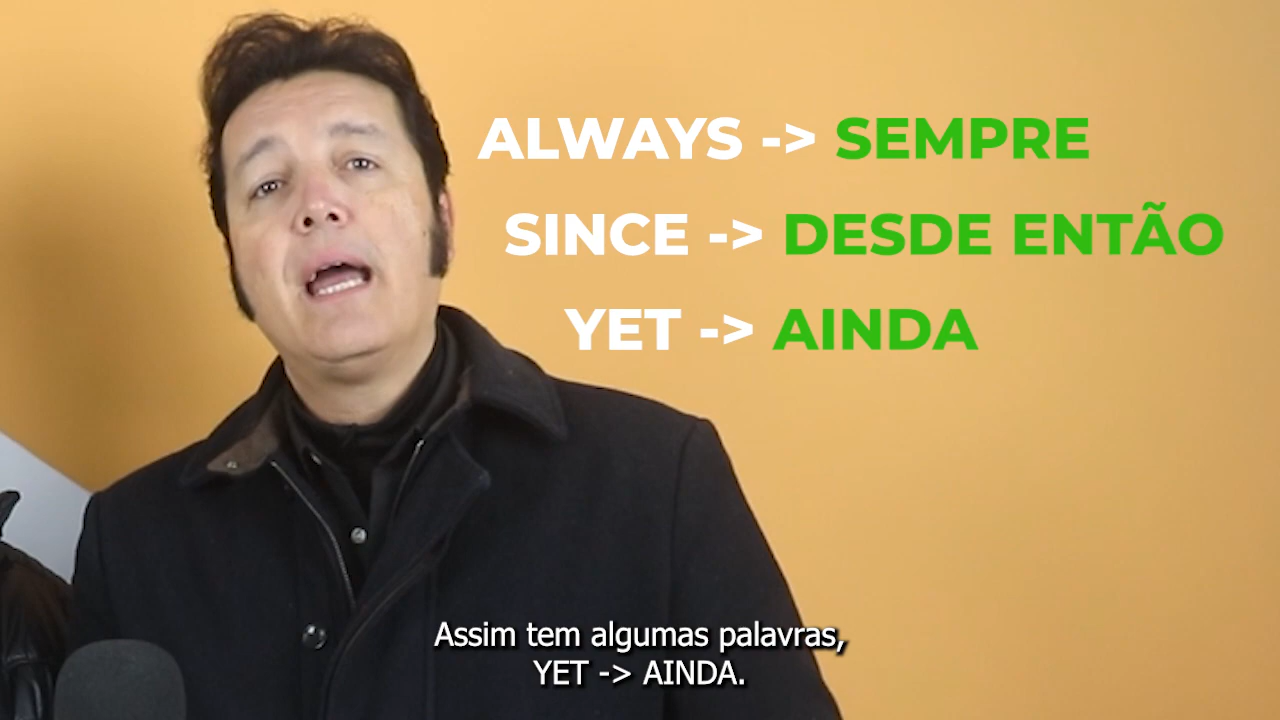 ALWAYS -> SEMPRE
SINCE -> DESDE ENTÃO
YET -> AINDA
Assim tem algumas palavras,
YET -> AINDA.